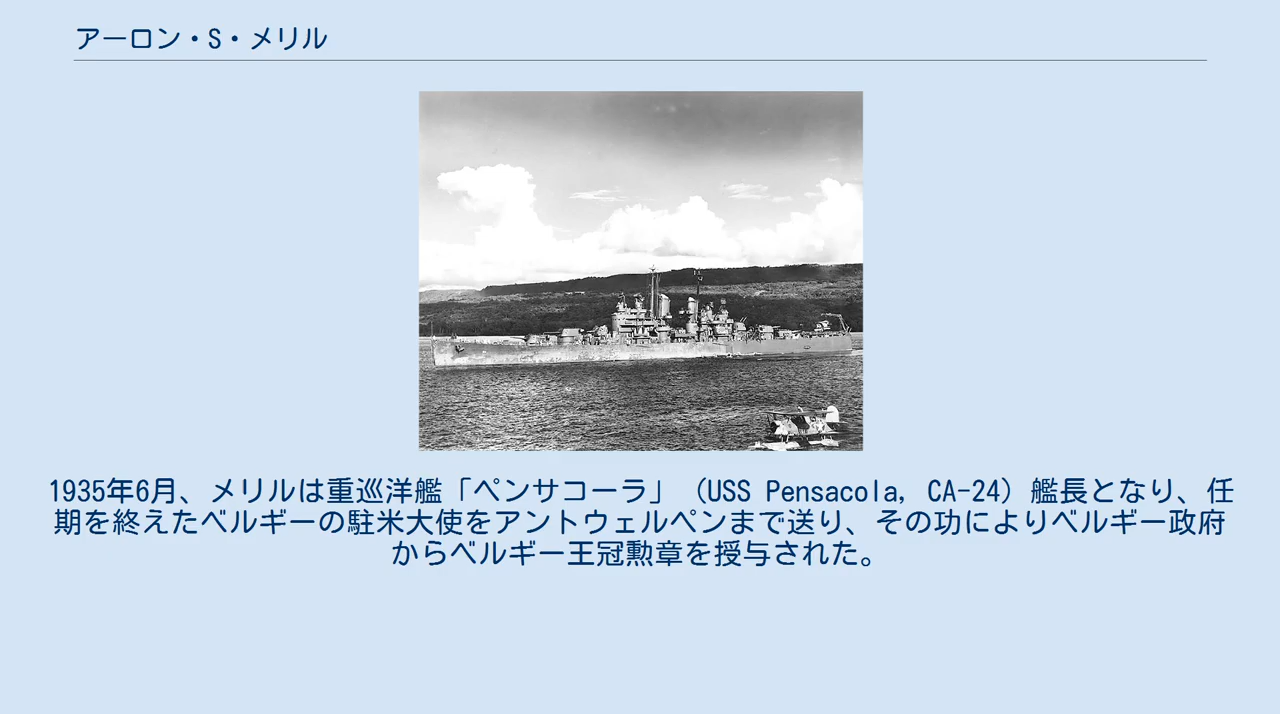 アーロン・S・メリル
1935年6月、メリルは重巡洋艦「ペンサコーラ」（USS Pensacola, CA-24）艦長となり、任
期を終えたベルギーの駐米大使をアントウェルペンまで送り、その功によりベルギー政府
からベルギー王冠勲章を授与された。